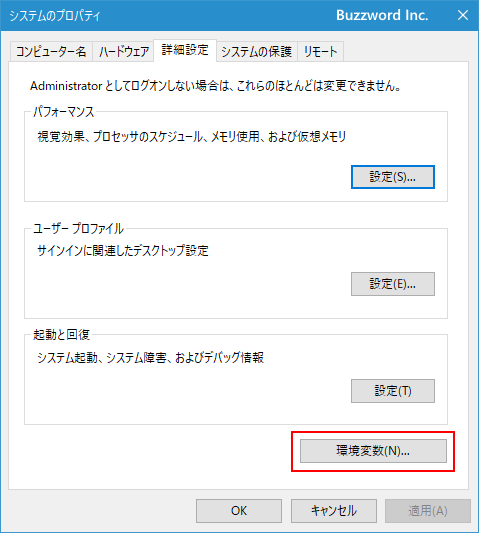 システムのプロパティ
Buzzword Inc.
コンピューター名 ハードウェア 詳細設定 システムの保護 リモート
Administrator としてログオンしない場合は、これらのほとんどは変更できません。
パフォーマンス
視覚効果、プロセッサのスケジュール、メモリ使用、および仮想メモリ
設定(S)...
ユーザー プロファイル
サインインに関連したデスクトップ設定
設定(E)...
起動と回復
システム起動、システム障害、およびデバッグ情報
設定(T)
環境変数(N)...
OK キャンセル 適用(A)